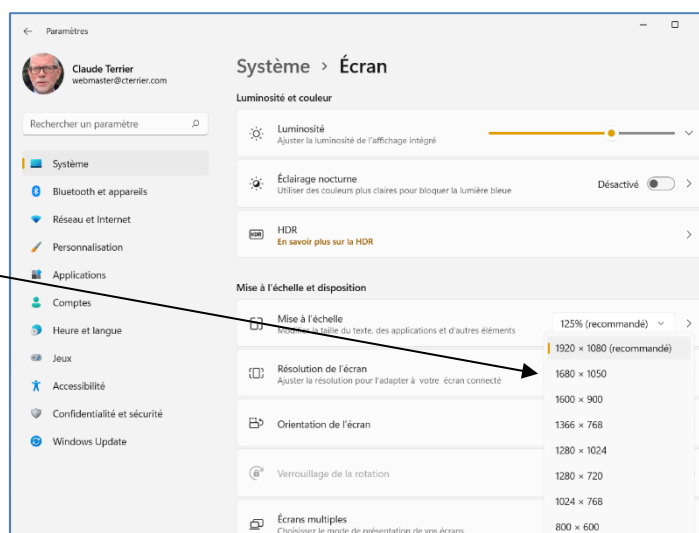 Paramètres
Claude Terrier
webmaster@cterrier.com
Rechercher un paramètre
Système
Bluetooth et appareils
Réseau et Internet
Personnalisation
Applications
Comptes
Heure et langue
Jeux
Accessibilité
Confidentialité et sécurité
Windows Update
Système > Écran
Luminosité et couleur
Luminosité
Ajuster la luminosité de l'affichage intégré
Éclairage nocturne
Utiliser des couleurs plus claires pour bloquer la lumière bleue
Désactivé
HDR
HDR
En savoir plus sur la HDR
Mise à l'échelle et disposition
Mise à l'échelle
Modifiez la taille du texte, des applications et d'autres éléments
125% (recommandé)
Résolution de l'écran
Ajuster la résolution pour l'adapter à votre écran connecté
1920 × 1080 (recommandé)
1680 × 1050
1600 × 900
1366 × 768
1280 × 1024
1280 × 720
1024 × 768
800 × 600
Orientation de l'écran
Verrouillage de la rotation
Écrans multiples
Choisissez le mode de présentation de vos écrans